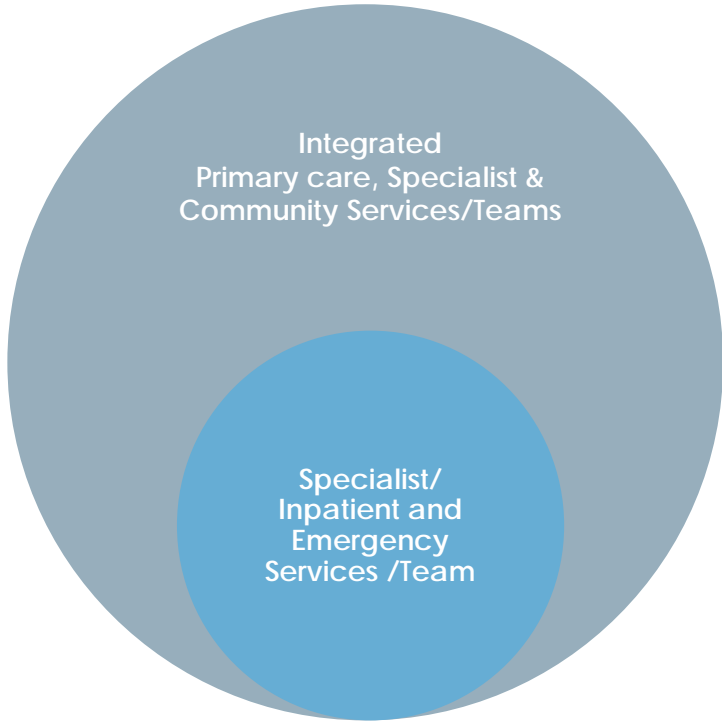 Integrated
Primary care, Specialist &
Community Services/Teams
Specialist/
Inpatient and
Emergency
Services /Team